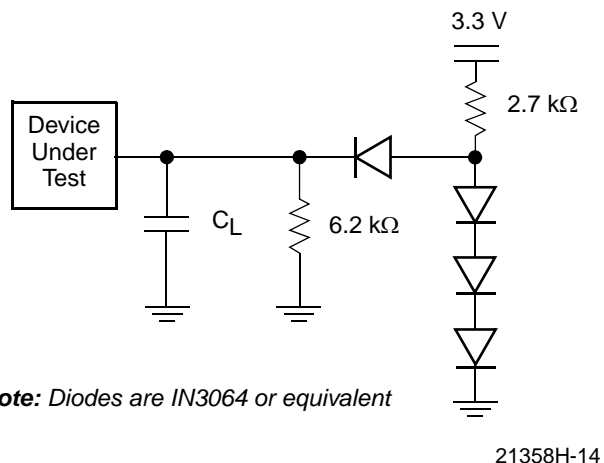 3.3 V
2.7 kΩ
Device
Under
Test
CL
6.2 kΩ
ote: Diodes are IN3064 or equivalent
21358H-14